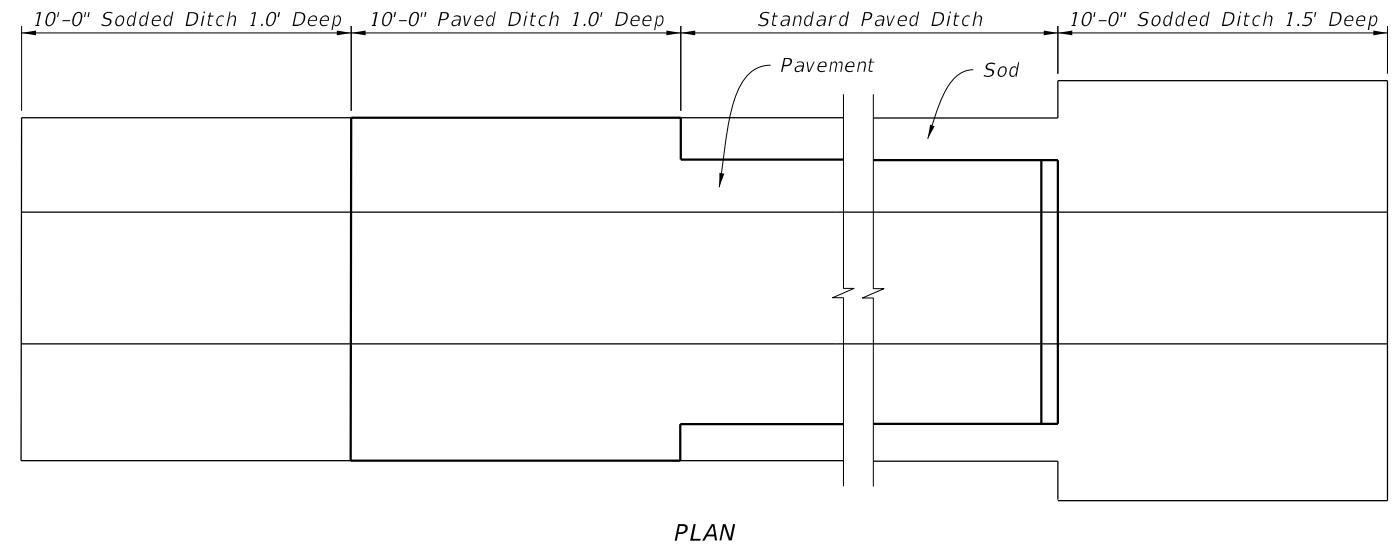 10'-0" Sodded Ditch 1.0' Deep
10'-0" Paved Ditch 1.0' Deep
Standard Paved Ditch
10'-0" Sodded Ditch 1.5' Deep
Pavement
Sod
PLAN